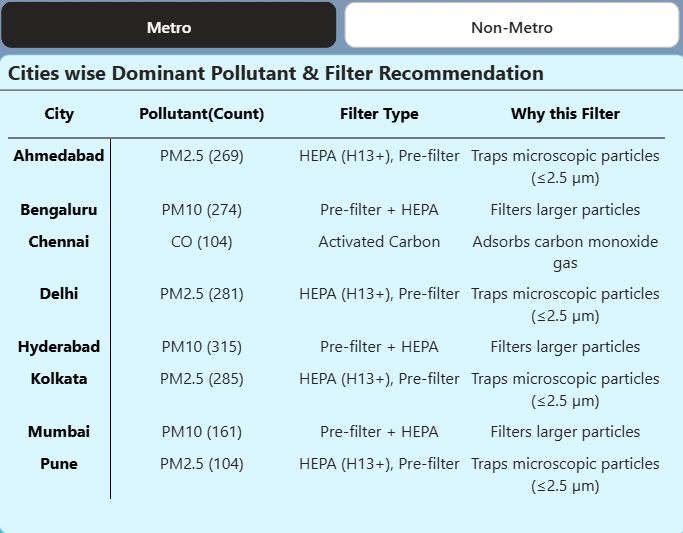 Metro
Non-Metro
Cities wise Dominant Pollutant & Filter Recommendation
City Pollutant(Count) Filter Type Why this Filter
Ahmedabad PM2.5 (269) HEPA (H13+), Pre-filter Traps microscopic particles
(≤2.5 µm)
Bengaluru PM10 (274) Pre-filter + HEPA Filters larger particles
Chennai CO (104) Activated Carbon Adsorbs carbon monoxide
gas
Delhi PM2.5 (281) HEPA (H13+), Pre-filter Traps microscopic particles
(≤2.5 µm)
Hyderabad PM10 (315) Pre-filter + HEPA Filters larger particles
Kolkata PM2.5 (285) HEPA (H13+), Pre-filter Traps microscopic particles
(≤2.5 µm)
Mumbai PM10 (161) Pre-filter + HEPA Filters larger particles
Pune PM2.5 (104) HEPA (H13+), Pre-filter Traps microscopic particles
(≤2.5 µm)